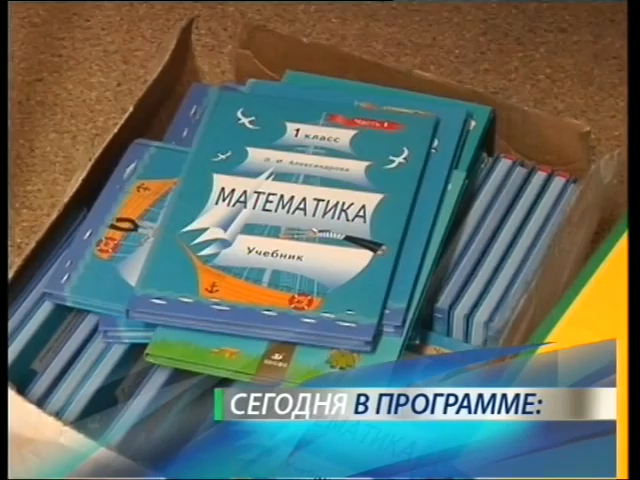 Часть 1
1 класс
Э. И. Александрова
МАТЕМАТИКА
Учебник
СЕГОДНЯ В ПРОГРАММЕ: